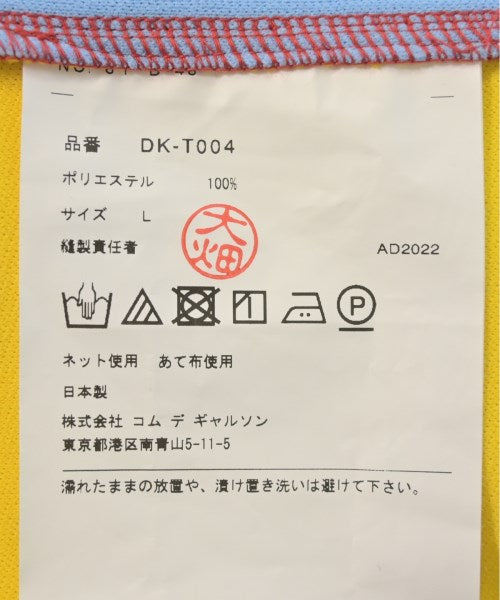 品番 DK-T004
ポリエステル 100%
サイズ L
大畑
縫製責任者 AD2022
P
ネット使用 あて布使用
日本製
株式会社 コム デ ギャルソン
東京都港区南青山5-11-5
濡れたままの放置や、漬け置き洗いは避けて下さい。